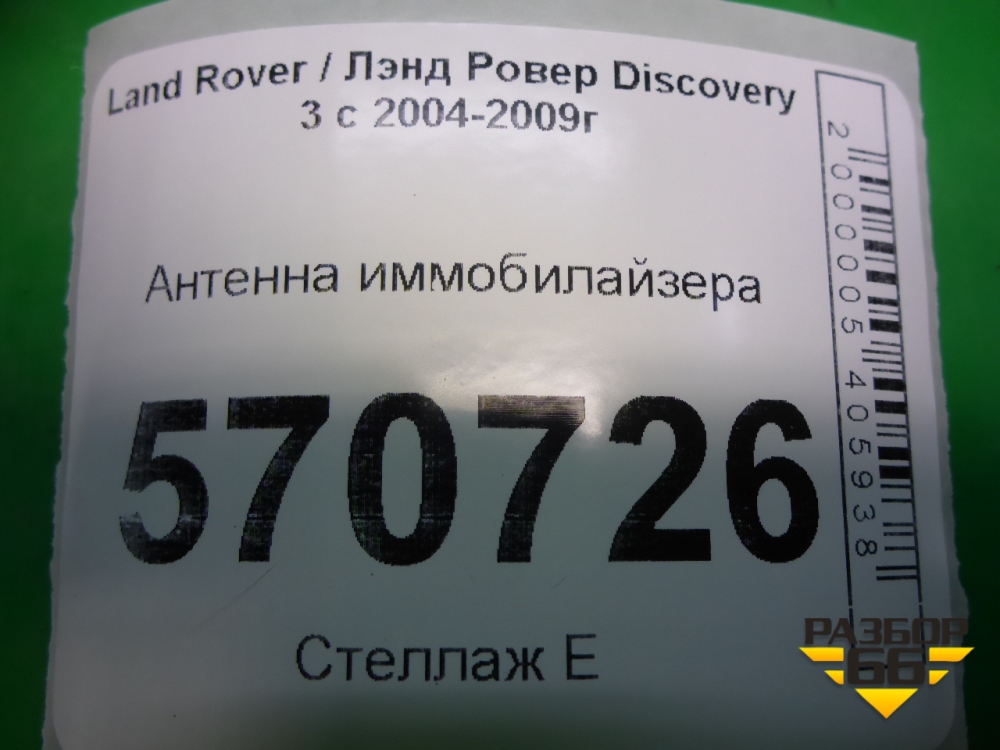 Land Rover / Лэнд Ровер Discovery
3 с 2004-2009г
Антенна иммобилайзера
570726
Стеллаж Е
2000005405938
РАЗБОР
66